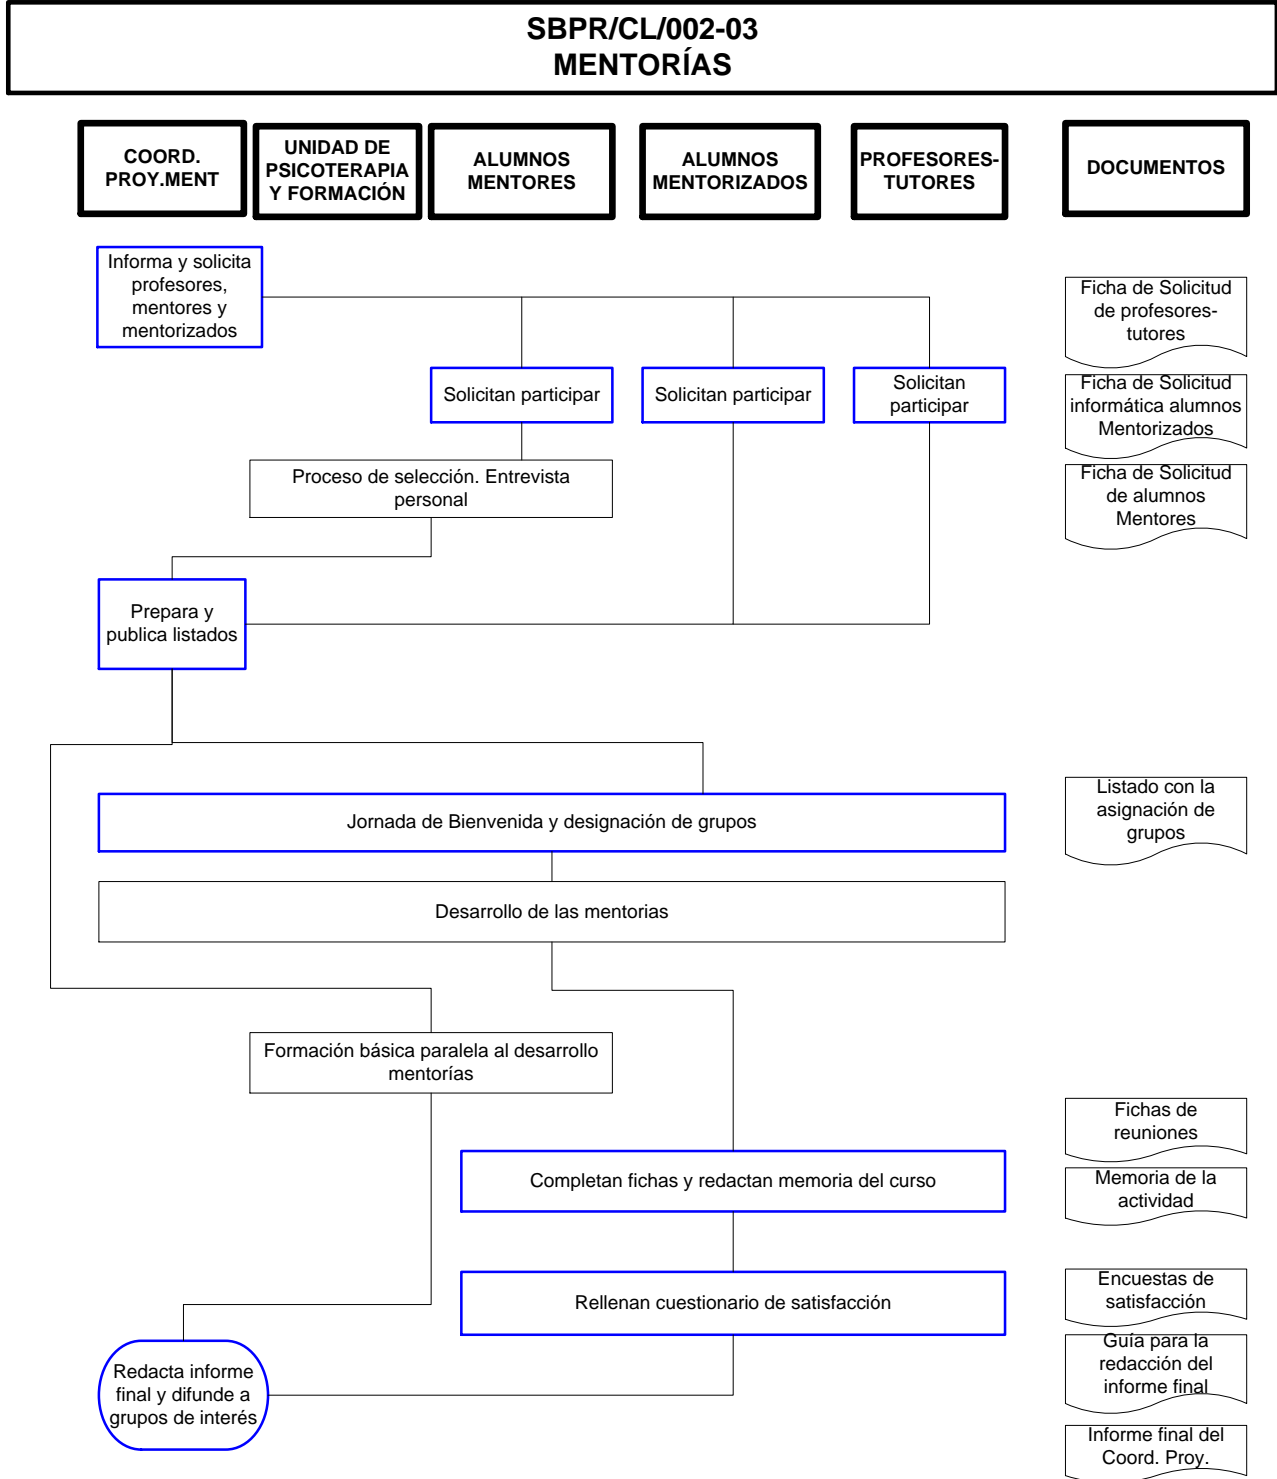 SBPR/CL/002-03
MENTORÍAS
COORD.
PROY.MENT
UNIDAD DE
PSICOTERAPIA
Y FORMACIÓN
ALUMNOS
MENTORES
ALUMNOS
MENTORIZADOS
PROFESORES-
TUTORES
DOCUMENTOS
Informa y solicita
profesores,
mentores y
mentorizados
Ficha de Solicitud
de profesores-
tutores
Solicitan participar
Solicitan participar
Solicitan
participar
Ficha de Solicitud
informática alumnos
Mentorizados
Proceso de selección. Entrevista
personal
Ficha de Solicitud
de alumnos
Mentores
Prepara y
publica listados
Jornada de Bienvenida y designación de grupos
Listado con la
asignación de
grupos
Desarrollo de las mentorias
Formación básica paralela al desarrollo
mentorías
Fichas de
reuniones
Completan fichas y redactan memoria del curso
Memoria de la
actividad
Rellenan cuestionario de satisfacción
Encuestas de
satisfacción
Redacta informe
final y difunde a
grupos de interés
Guía para la
redacción del
informe final
Informe final del
Coord. Proy.